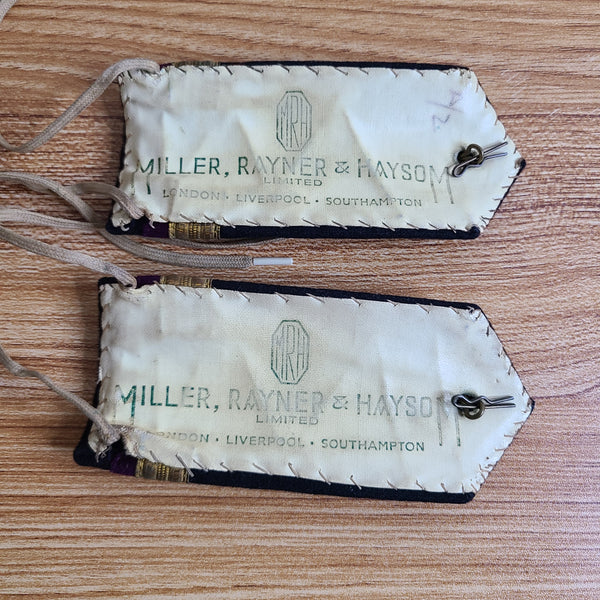 MRH
MILLER, RAYNER & HAYSOM
LIMITED
LONDON · LIVERPOOL · SOUTHAMPTON
MRH
MILLER, RAYNER & HAYSOM
LIMITED
LONDON · LIVERPOOL · SOUTHAMPTON